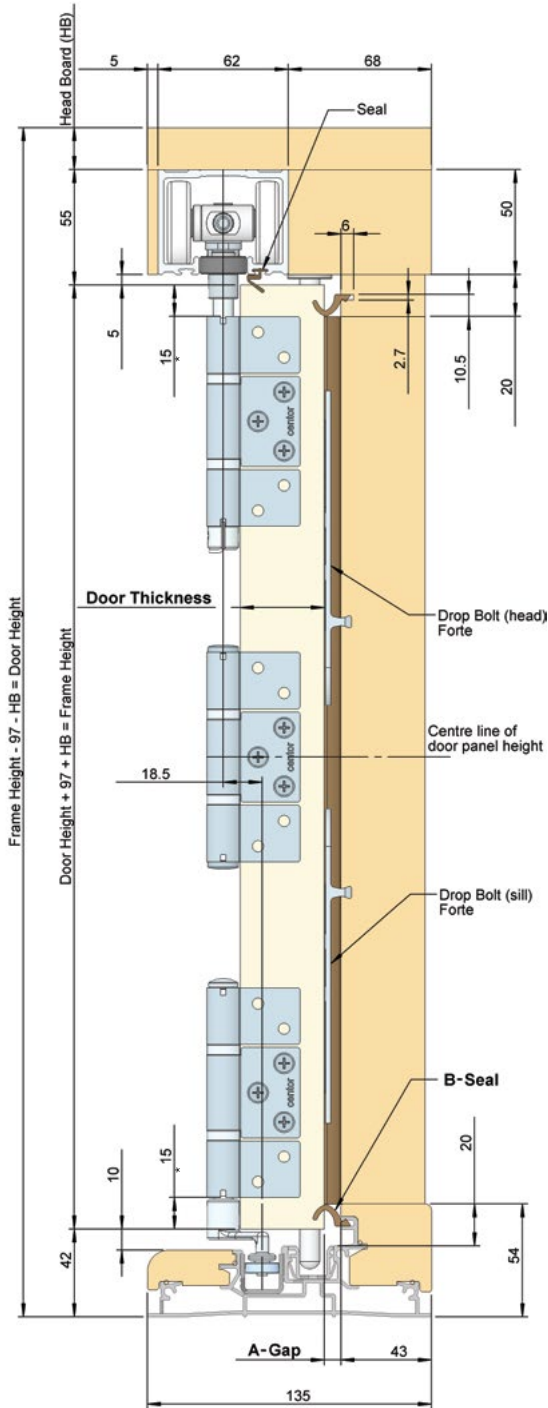 Head Board (HB)
5
62
68
Seal
55
50
6
5
15
*
2.7
10.5
20
centor
Door Thickness
Drop Bolt (head)
Forte
Frame Height - 97 - HB = Door Height
Door Height + 97 + HB = Frame Height
Centre line of
door panel height
centor
18.5
Drop Bolt (sill)
Forte
centor
B-Seal
10
15
*
20
42
54
A-Gap
43
135